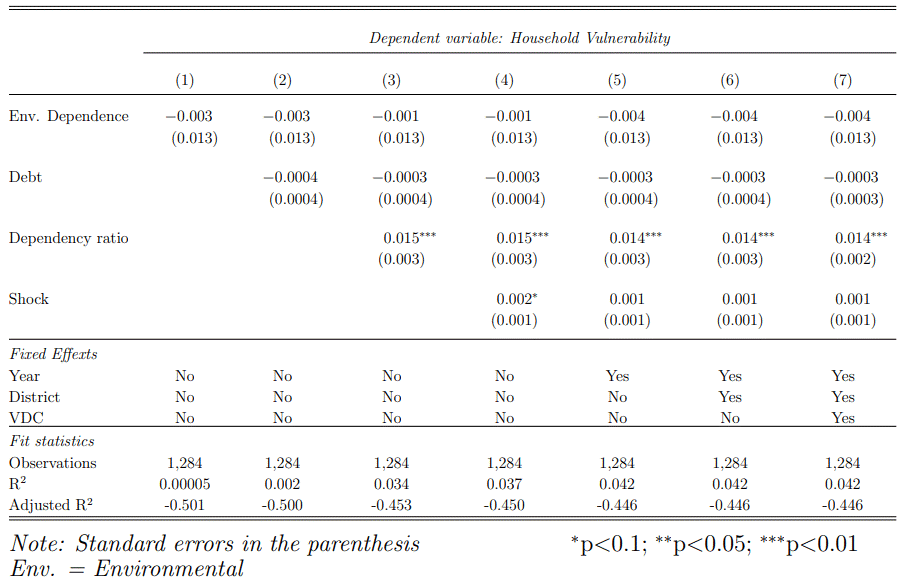 Dependent variable: Household Vulnerability
(1) (2) (3) (4) (5) (6) (7)
Env. Dependence −0.003 −0.003 −0.001 −0.001 −0.004 −0.004 −0.004
(0.013) (0.013) (0.013) (0.013) (0.013) (0.013) (0.013)
Debt −0.0004 −0.0003 −0.0003 −0.0003 −0.0003 −0.0003
(0.0004) (0.0004) (0.0004) (0.0004) (0.0004) (0.0003)
Dependency ratio 0.015*** 0.015*** 0.014*** 0.014*** 0.014***
(0.003) (0.003) (0.003) (0.003) (0.002)
Shock 0.002* 0.001 0.001 0.001
(0.001) (0.001) (0.001) (0.001)
Fixed Effexts
Year No No No No Yes Yes Yes
District No No No No No Yes Yes
VDC No No No No No No Yes
Fit statistics
Observations 1,284 1,284 1,284 1,284 1,284 1,284 1,284
R² 0.00005 0.002 0.034 0.037 0.042 0.042 0.042
Adjusted R² -0.501 -0.500 -0.453 -0.450 -0.446 -0.446 -0.446
Note: Standard errors in the parenthesis *p<0.1; **p<0.05; ***p<0.01
Env. = Environmental